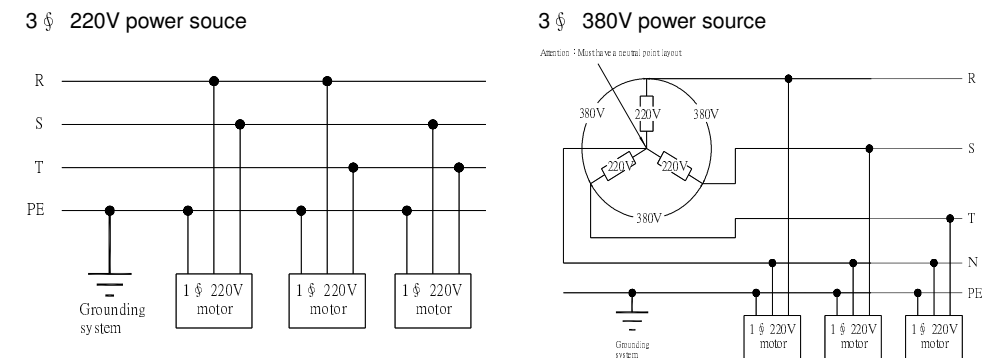 3 ∮ 220V power souce
R
S
T
PE
1 ∮ 220V
motor
1 ∮ 220V
motor
1 ∮ 220V
motor
Grounding
system
3 ∮ 380V power source
Attention : Must have a neutral point layout
R
380V
220V
380V
S
220V
220V
380V
T
N
PE
1 ∮ 220V
motor
1 ∮ 220V
motor
1 ∮ 220V
motor
Grounding
system